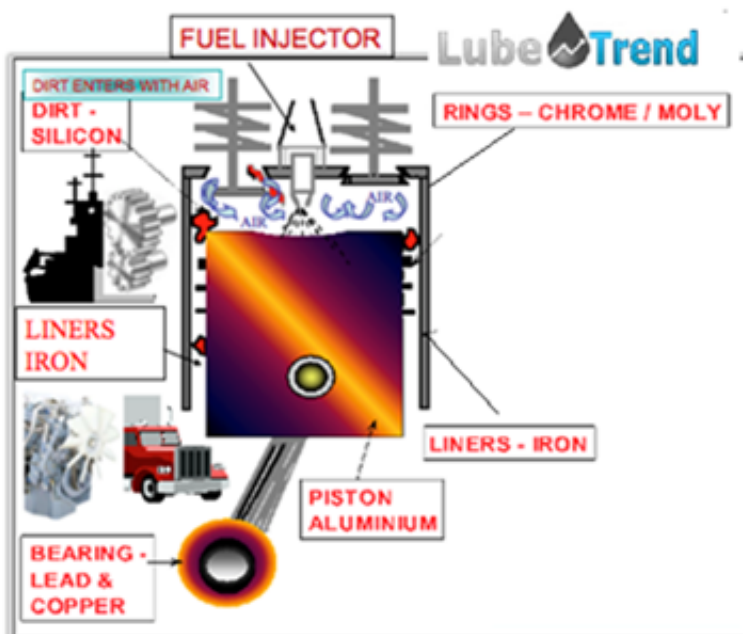 FUEL INJECTOR
LubeTrend
DIRT ENTERS WITH AIR
DIRT -
SILICON
RINGS – CHROME / MOLY
AIR
AIR
LINERS
IRON
LINERS - IRON
PISTON
ALUMINIUM
BEARING -
LEAD &
COPPER